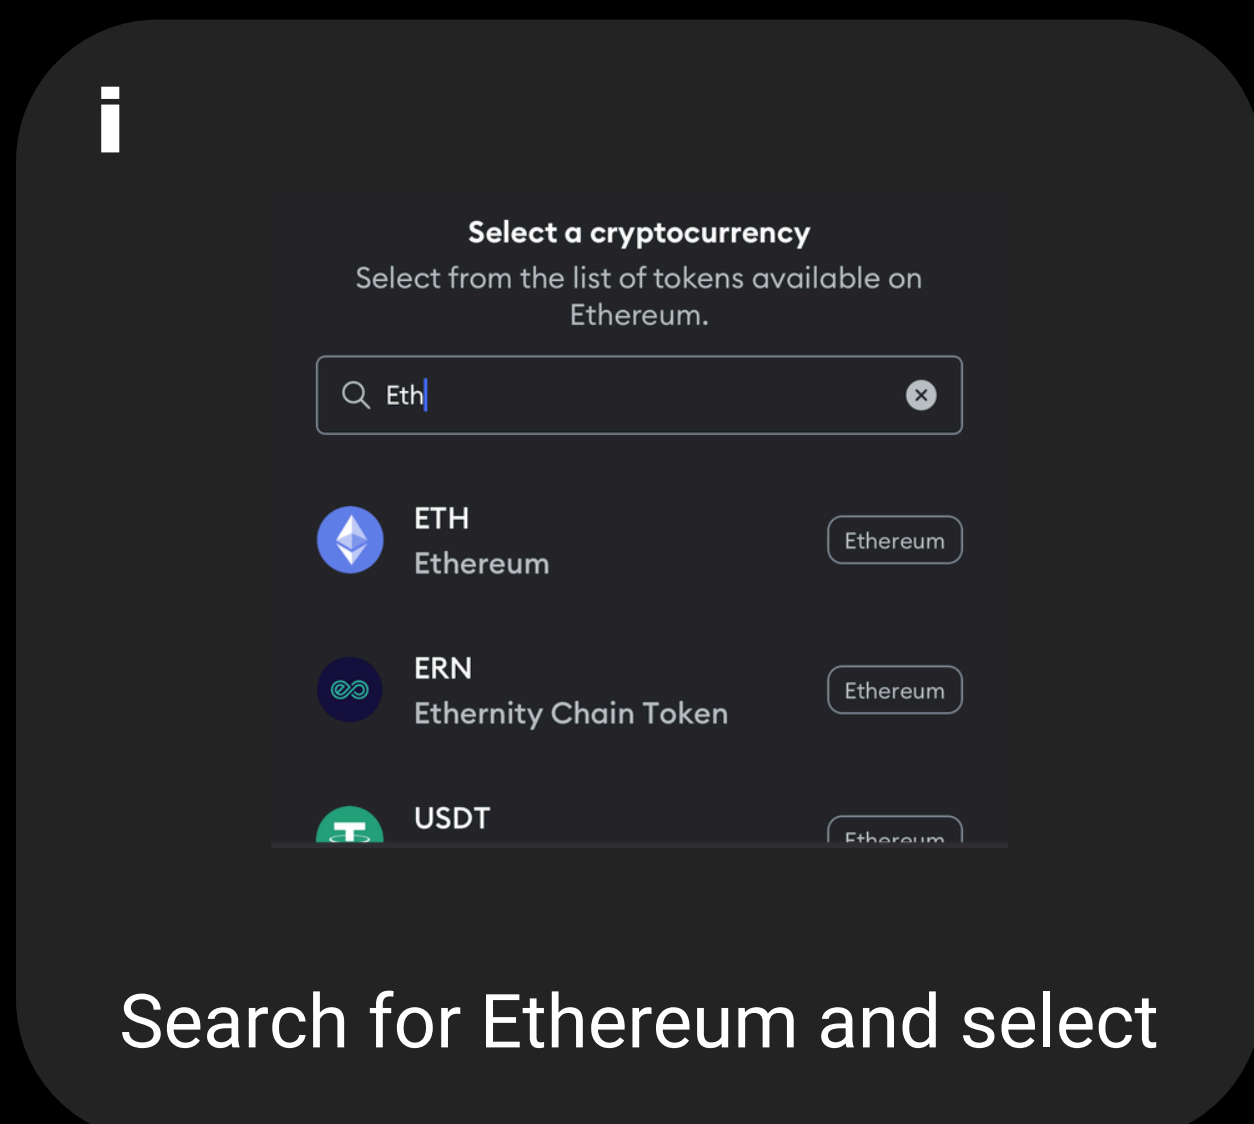 i
Select a cryptocurrency
Select from the list of tokens available on
Ethereum.
Eth
ETH
Ethereum
Ethereum
ERN
Ethernity Chain Token
Ethereum
USDT
Ethereum
Search for Ethereum and select